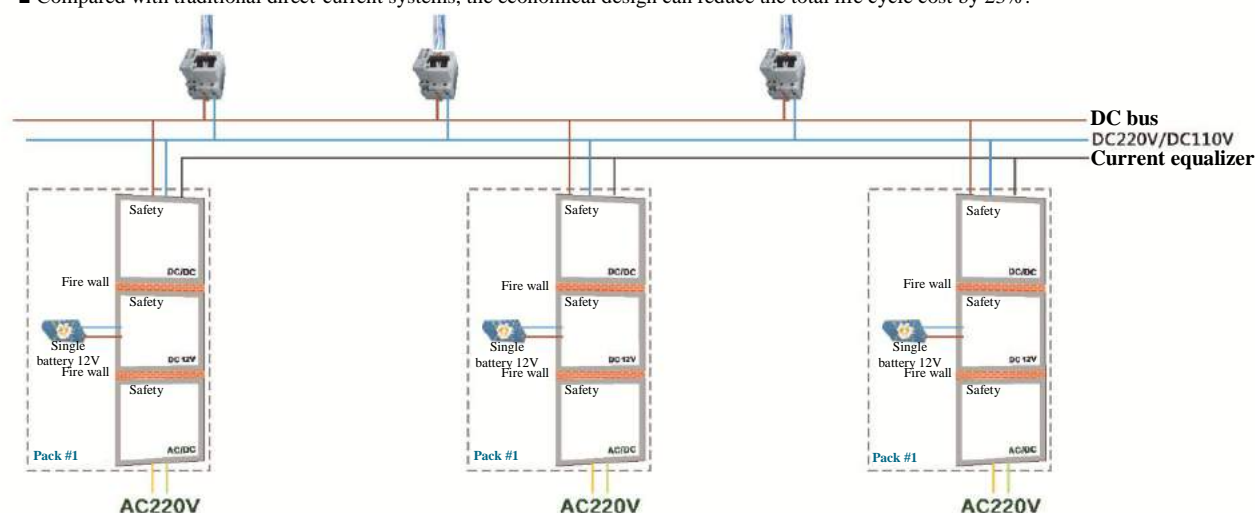 ■ Compared with traditional direct-current systems, the economical design can reduce the total life cycle cost by 25%!
DC bus
DC220V/DC110V
Current equalizer
Safety
DC/DC
Fire wall
Safety
Single
battery 12V
DC 12V
Fire wall
Safety
AC/DC
Pack #1
AC220V
Safety
DC/DC
Fire wall
Safety
Single
battery 12V
DC 12V
Fire wall
Safety
AC/DC
Pack #1
AC220V
Safety
DC/DC
Fire wall
Safety
Single
battery 12V
DC 12V
Fire wall
Safety
AC/DC
Pack #1
AC220V